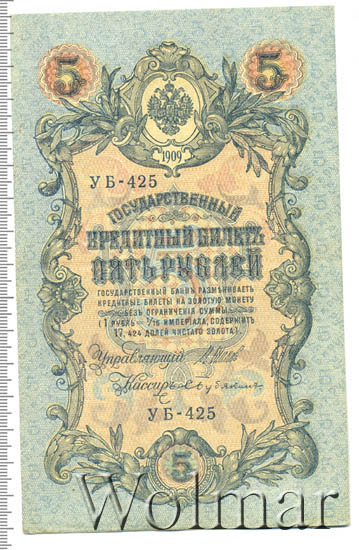 5 5
1909
УБ-425
ГОСУДАРСТВЕННЫЙ
КРЕДИТНЫЙ БИЛЕТЪ
ПЯТЬ РУБЛЕЙ
ГОСУДАРСТВЕННЫЙ БАНКЪ РАЗМѢНИВАЕТЪ
КРЕДИТНЫЕ БИЛЕТЫ НА ЗОЛОТУЮ МОНЕТУ
БЕЗЪ ОГРАНИЧЕНІЯ СУММЫ
(1 РУБЛЬ = 1/15 ИМПЕРІАЛА, СОДЕРЖИТЪ
17,424 ДОЛЕЙ ЧИСТАГО ЗОЛОТА).
Управляющій
Кассиръ
УБ-425
5
Wolmar